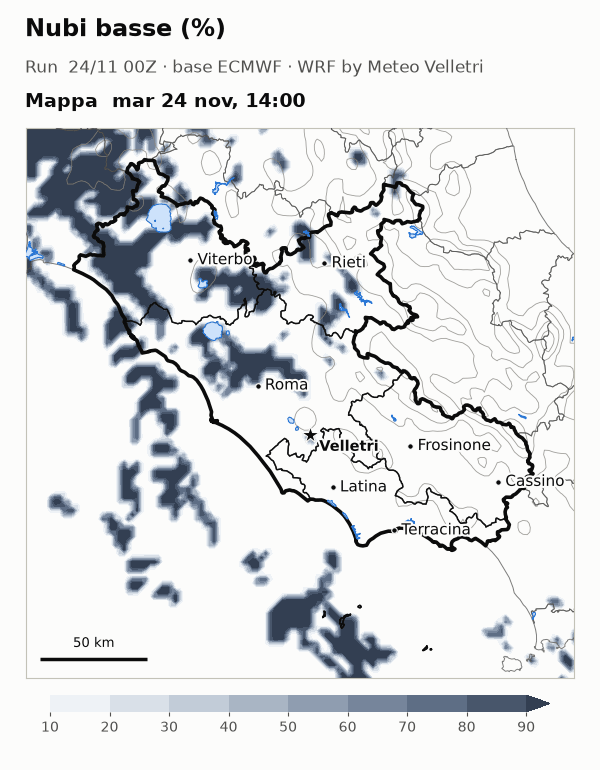 Nubi basse (%)
Run 24/11 00Z · base ECMWF · WRF by Meteo Velletri
Mappa mar 24 nov, 14:00
Viterbo
Rieti
Roma
Velletri
Frosinone
Latina
Cassino
Terracina
50 km
10 20 30 40 50 60 70 80 90